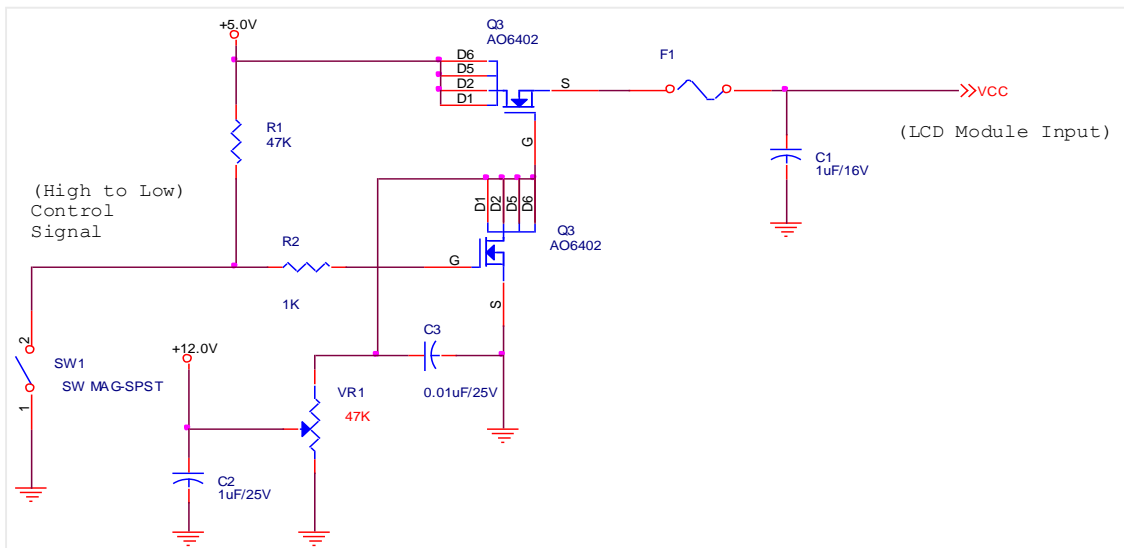 +5.0V
Q3
AO6402
D6
D5
D2
D1
S
G
F1
VCC
(LCD Module Input)
R1
47K
C1
1uF/16V
(High to Low)
Control
Signal
D1
D2
D5
D6
Q3
AO6402
R2
1K
G
S
C3
0.01uF/25V
+12.0V
2
SW1
SW MAG-SPST
1
VR1
47K
C2
1uF/25V